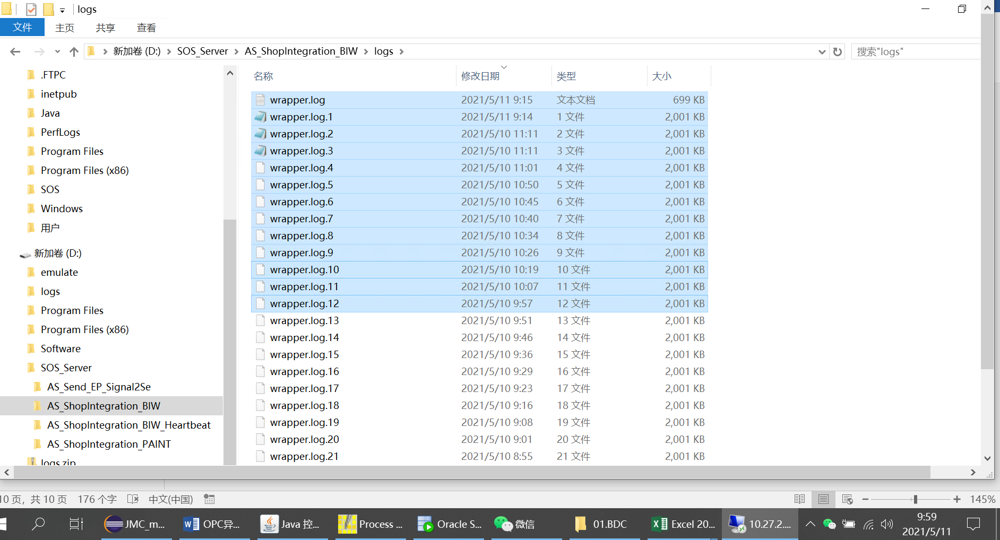 logs
文件 主页 共享 查看
新加卷 (D:) SOS_Server AS_ShopIntegration_BIW logs
搜索"logs"
.FTPC
inetpub
Java
PerfLogs
Program Files
Program Files (x86)
SOS
Windows
用户
新加卷 (D:)
emulate
logs
Program Files
Program Files (x86)
Software
SOS_Server
AS_Send_EP_Signal2Se
AS_ShopIntegration_BIW
AS_ShopIntegration_BIW_Heartbeat
AS_ShopIntegration_PAINT
logs.zip
名称 修改日期 类型 大小
wrapper.log 2021/5/11 9:15 文本文档 699 KB
wrapper.log.1 2021/5/11 9:14 1 文件 2,001 KB
wrapper.log.2 2021/5/10 11:11 2 文件 2,001 KB
wrapper.log.3 2021/5/10 11:11 3 文件 2,001 KB
wrapper.log.4 2021/5/10 11:01 4 文件 2,001 KB
wrapper.log.5 2021/5/10 10:50 5 文件 2,001 KB
wrapper.log.6 2021/5/10 10:45 6 文件 2,001 KB
wrapper.log.7 2021/5/10 10:40 7 文件 2,001 KB
wrapper.log.8 2021/5/10 10:34 8 文件 2,001 KB
wrapper.log.9 2021/5/10 10:26 9 文件 2,001 KB
wrapper.log.10 2021/5/10 10:19 10 文件 2,001 KB
wrapper.log.11 2021/5/10 10:07 11 文件 2,001 KB
wrapper.log.12 2021/5/10 9:57 12 文件 2,001 KB
wrapper.log.13 2021/5/10 9:51 13 文件 2,001 KB
wrapper.log.14 2021/5/10 9:46 14 文件 2,001 KB
wrapper.log.15 2021/5/10 9:36 15 文件 2,001 KB
wrapper.log.16 2021/5/10 9:29 16 文件 2,001 KB
wrapper.log.17 2021/5/10 9:23 17 文件 2,001 KB
wrapper.log.18 2021/5/10 9:16 18 文件 2,001 KB
wrapper.log.19 2021/5/10 9:08 19 文件 2,001 KB
wrapper.log.20 2021/5/10 9:01 20 文件 2,001 KB
wrapper.log.21 2021/5/10 8:55 21 文件 2,001 KB
10 页，共 10 页 176 个字 中文(中国) 145%
JMC_m... OPC异... Java 控... Process ... Oracle S... 微信 01.BDC Excel 20... 10.27.2....
9:59
2021/5/11